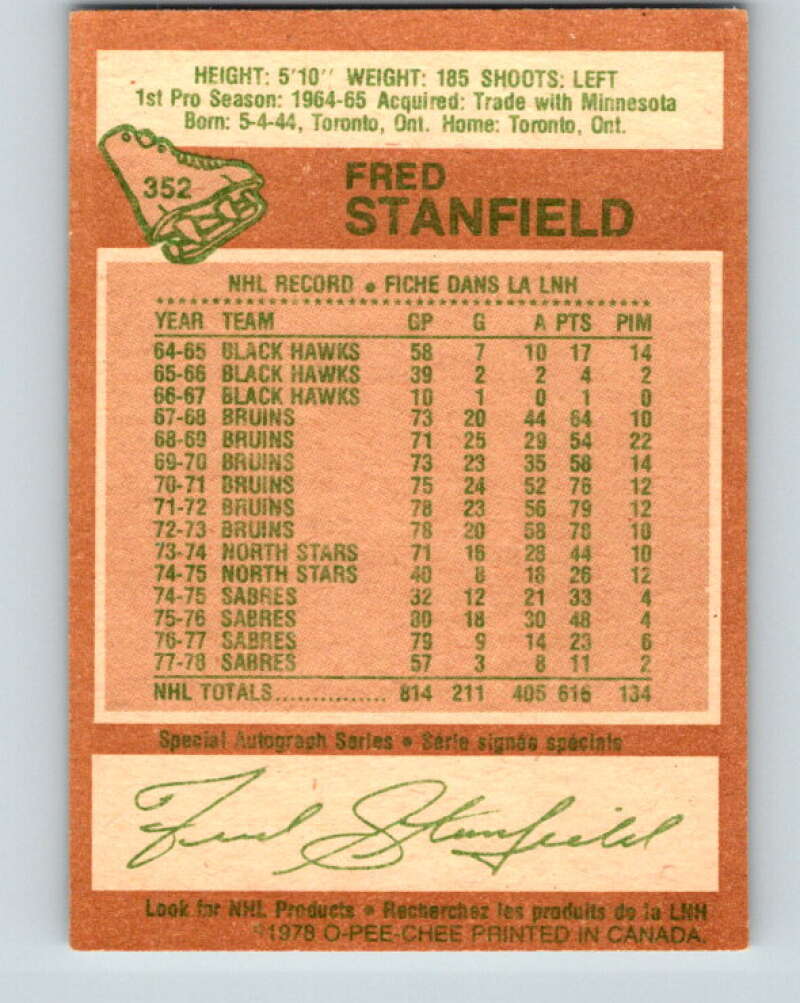 HEIGHT: 5'10" WEIGHT: 185 SHOOTS: LEFT
1st Pro Season: 1964-65 Acquired: Trade with Minnesota
Born: 5-4-44, Toronto, Ont. Home: Toronto, Ont.
352
FRED
STANFIELD
NHL RECORD • FICHE DANS LA LNH
YEAR TEAM GP G A PTS PIM
64-65 BLACK HAWKS 58 7 10 17 14
65-66 BLACK HAWKS 39 2 2 4 2
66-67 BLACK HAWKS 10 1 0 1 0
67-68 BRUINS 73 20 44 64 10
68-69 BRUINS 71 25 29 54 22
69-70 BRUINS 73 23 35 58 14
70-71 BRUINS 75 24 52 76 12
71-72 BRUINS 78 23 56 79 12
72-73 BRUINS 78 20 58 78 10
73-74 NORTH STARS 71 16 28 44 10
74-75 NORTH STARS 40 8 18 26 12
74-75 SABRES 32 12 21 33 4
75-76 SABRES 80 18 30 48 4
76-77 SABRES 79 9 14 23 6
77-78 SABRES 57 3 8 11 2
NHL TOTALS................ 814 211 405 616 134
Special Autograph Series • Série signée spéciale
Fred Stanfield
Look for NHL Products • Recherchez les produits de la LNH
©1978 O-PEE-CHEE PRINTED IN CANADA.